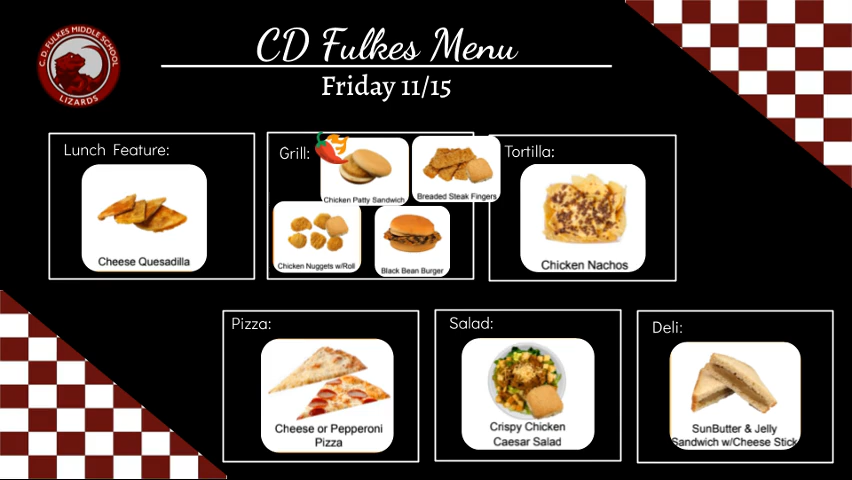 C.D. FULKES MIDDLE SCHOOL
LIZARDS
CD Fulkes Menu
Friday 11/15
Lunch Feature:
Cheese Quesadilla
Grill:
Chicken Patty Sandwich
Breaded Steak Fingers
Chicken Nuggets w/Roll
Black Bean Burger
Tortilla:
Chicken Nachos
Pizza:
Cheese or Pepperoni
Pizza
Salad:
Crispy Chicken
Caesar Salad
Deli:
SunButter & Jelly
Sandwich w/Cheese Stick